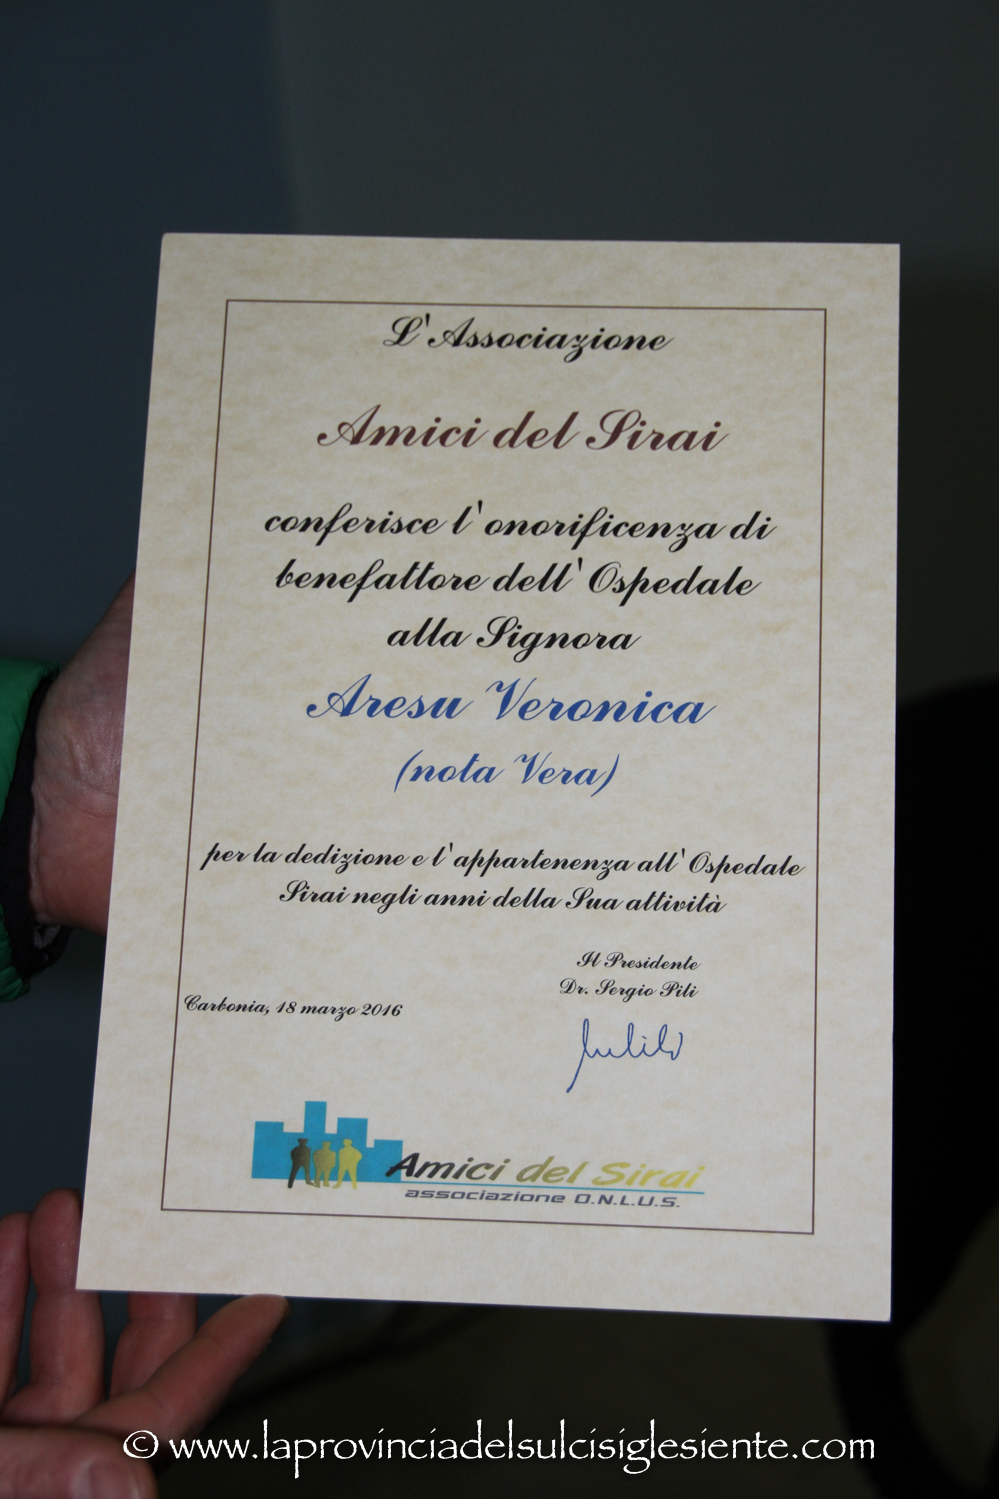 L'Associazione
Amici del Sirai
conferisce l'onorificenza di
benefattore dell'Ospedale
alla Signora
Aresu Veronica
(nota Vera)
per la dedizione e l'appartenenza all'Ospedale
Sirai negli anni della Sua attività
Il Presidente
Dr. Sergio Pili
Carbonia, 18 marzo 2016
Amici del Sirai
associazione O.N.L.U.S.
© www.laprovinciadelsulcisiglesiente.com